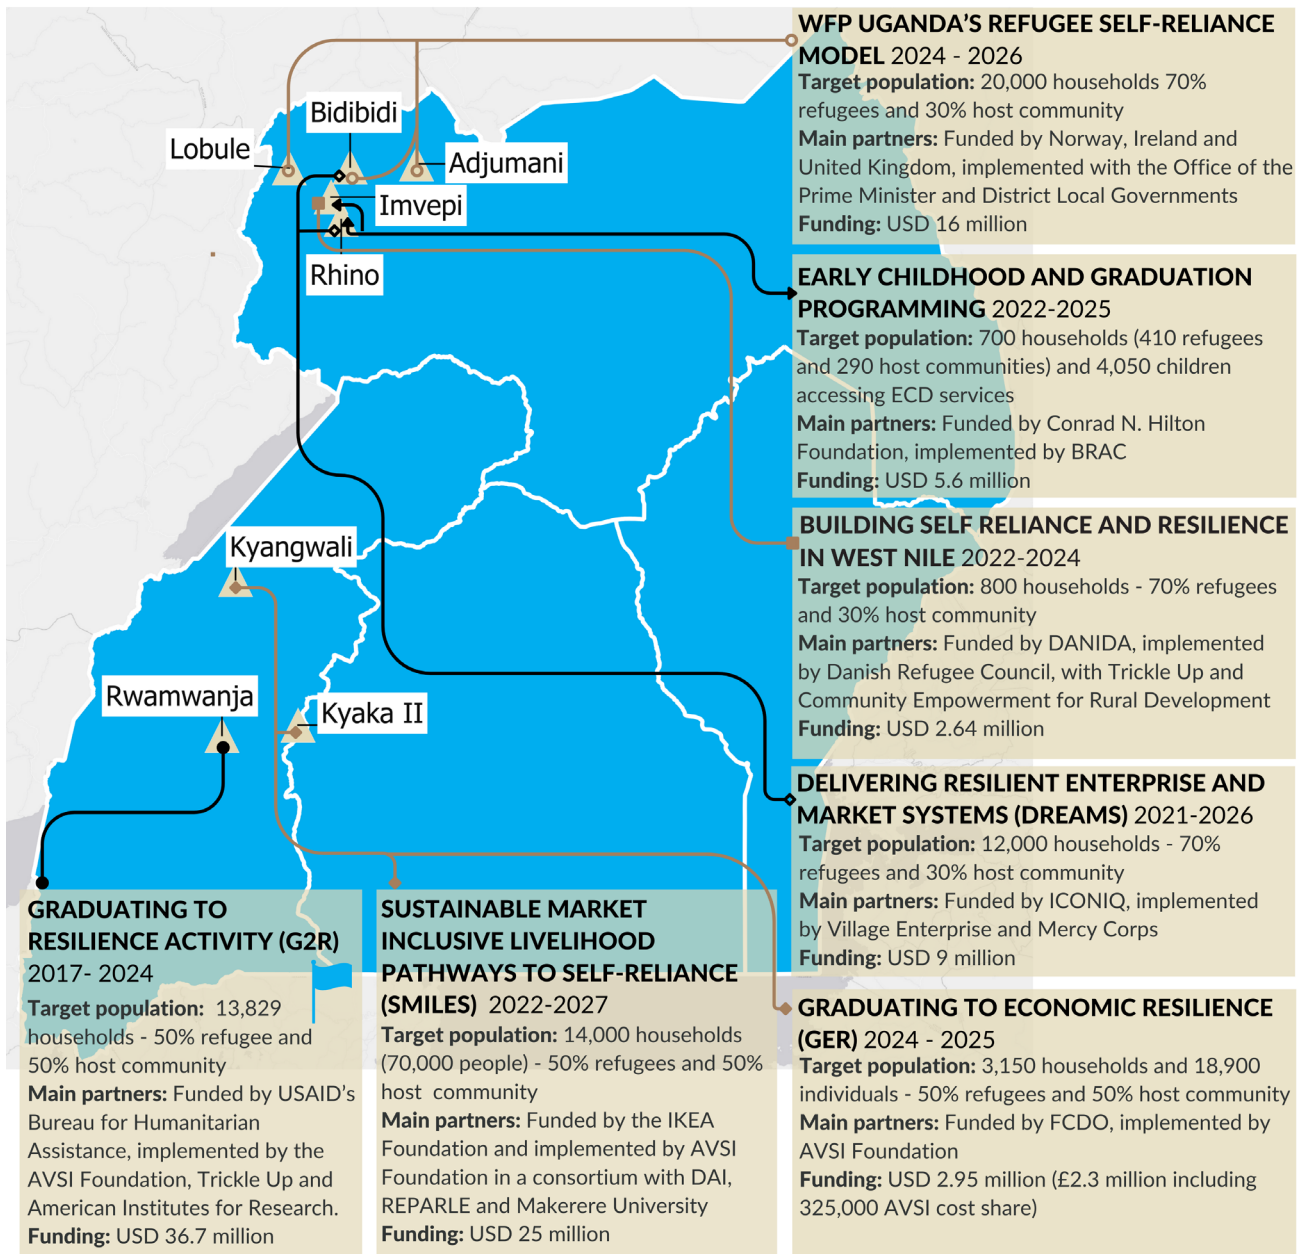 WFP UGANDA’S REFUGEE SELF-RELIANCE
MODEL 2024 - 2026
Target population: 20,000 households 70%
refugees and 30% host community
Main partners: Funded by Norway, Ireland and
United Kingdom, implemented with the Office of the
Prime Minister and District Local Governments
Funding: USD 16 million
Bidibidi
Lobule
Adjumani
Imvepi
Rhino
EARLY CHILDHOOD AND GRADUATION
PROGRAMMING 2022-2025
Target population: 700 households (410 refugees
and 290 host communities) and 4,050 children
accessing ECD services
Main partners: Funded by Conrad N. Hilton
Foundation, implemented by BRAC
Funding: USD 5.6 million
BUILDING SELF RELIANCE AND RESILIENCE
IN WEST NILE 2022-2024
Target population: 800 households - 70% refugees
and 30% host community
Main partners: Funded by DANIDA, implemented
by Danish Refugee Council, with Trickle Up and
Community Empowerment for Rural Development
Funding: USD 2.64 million
Kyangwali
Rwamwanja
Kyaka II
DELIVERING RESILIENT ENTERPRISE AND
MARKET SYSTEMS (DREAMS) 2021-2026
Target population: 12,000 households - 70%
refugees and 30% host community
Main partners: Funded by ICONIQ, implemented
by Village Enterprise and Mercy Corps
Funding: USD 9 million
GRADUATING TO
RESILIENCE ACTIVITY (G2R)
2017- 2024
Target population: 13,829
households - 50% refugee and
50% host community
Main partners: Funded by USAID’s
Bureau for Humanitarian
Assistance, implemented by the
AVSI Foundation, Trickle Up and
American Institutes for Research.
Funding: USD 36.7 million
SUSTAINABLE MARKET
INCLUSIVE LIVELIHOOD
PATHWAYS TO SELF-RELIANCE
(SMILES) 2022-2027
Target population: 14,000 households
(70,000 people) - 50% refugees and 50%
host community
Main partners: Funded by the IKEA
Foundation and implemented by AVSI
Foundation in a consortium with DAI,
REPARLE and Makerere University
Funding: USD 25 million
GRADUATING TO ECONOMIC RESILIENCE
(GER) 2024 - 2025
Target population: 3,150 households and 18,900
individuals - 50% refugees and 50% host community
Main partners: Funded by FCDO, implemented by
AVSI Foundation
Funding: USD 2.95 million (£2.3 million including
325,000 AVSI cost share)